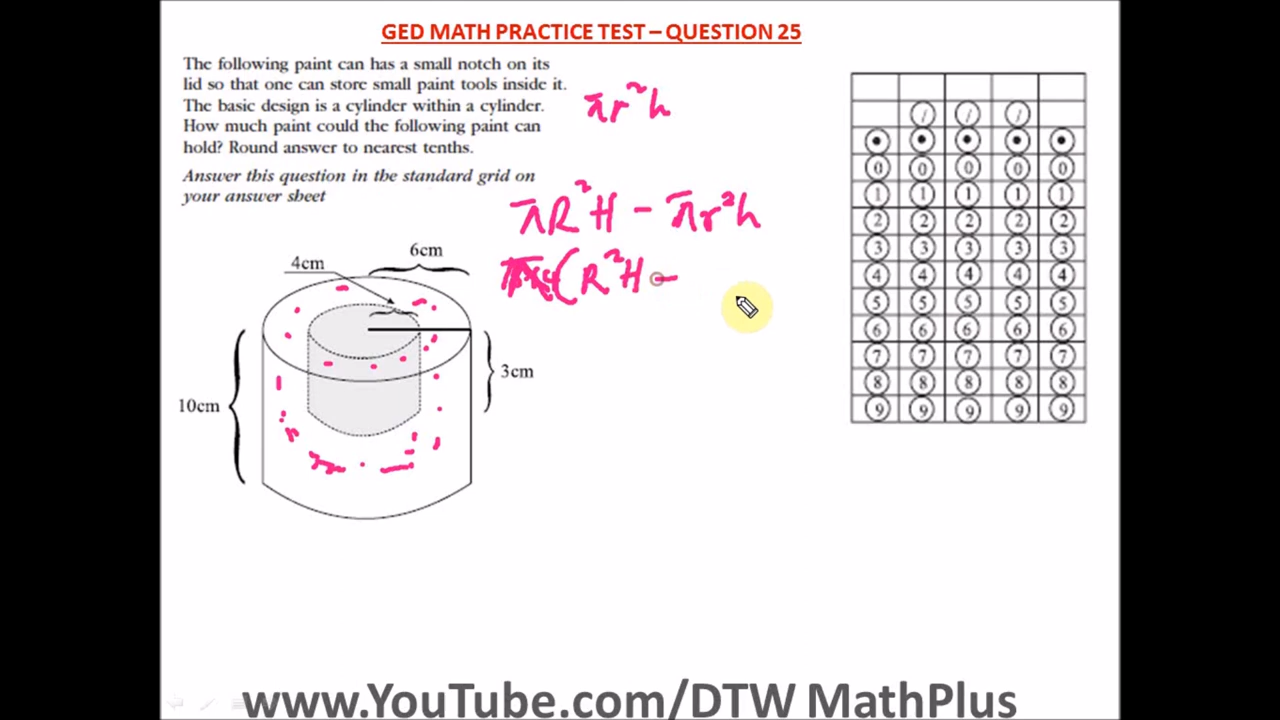 GED MATH PRACTICE TEST – QUESTION 25
The following paint can has a small notch on its
lid so that one can store small paint tools inside it.
The basic design is a cylinder within a cylinder.
How much paint could the following paint can
hold? Round answer to nearest tenths.
Answer this question in the standard grid on
your answer sheet
πr²h
πR²H - πr²h
(R²H -
6cm
4cm
3cm
10cm
/ / /
• • • • •
0 0 0 0 0
1 1 1 1 1
2 2 2 2 2
3 3 3 3 3
4 4 4 4 4
5 5 5 5 5
6 6 6 6 6
7 7 7 7 7
8 8 8 8 8
9 9 9 9 9
www.YouTube.com/DTW MathPlus